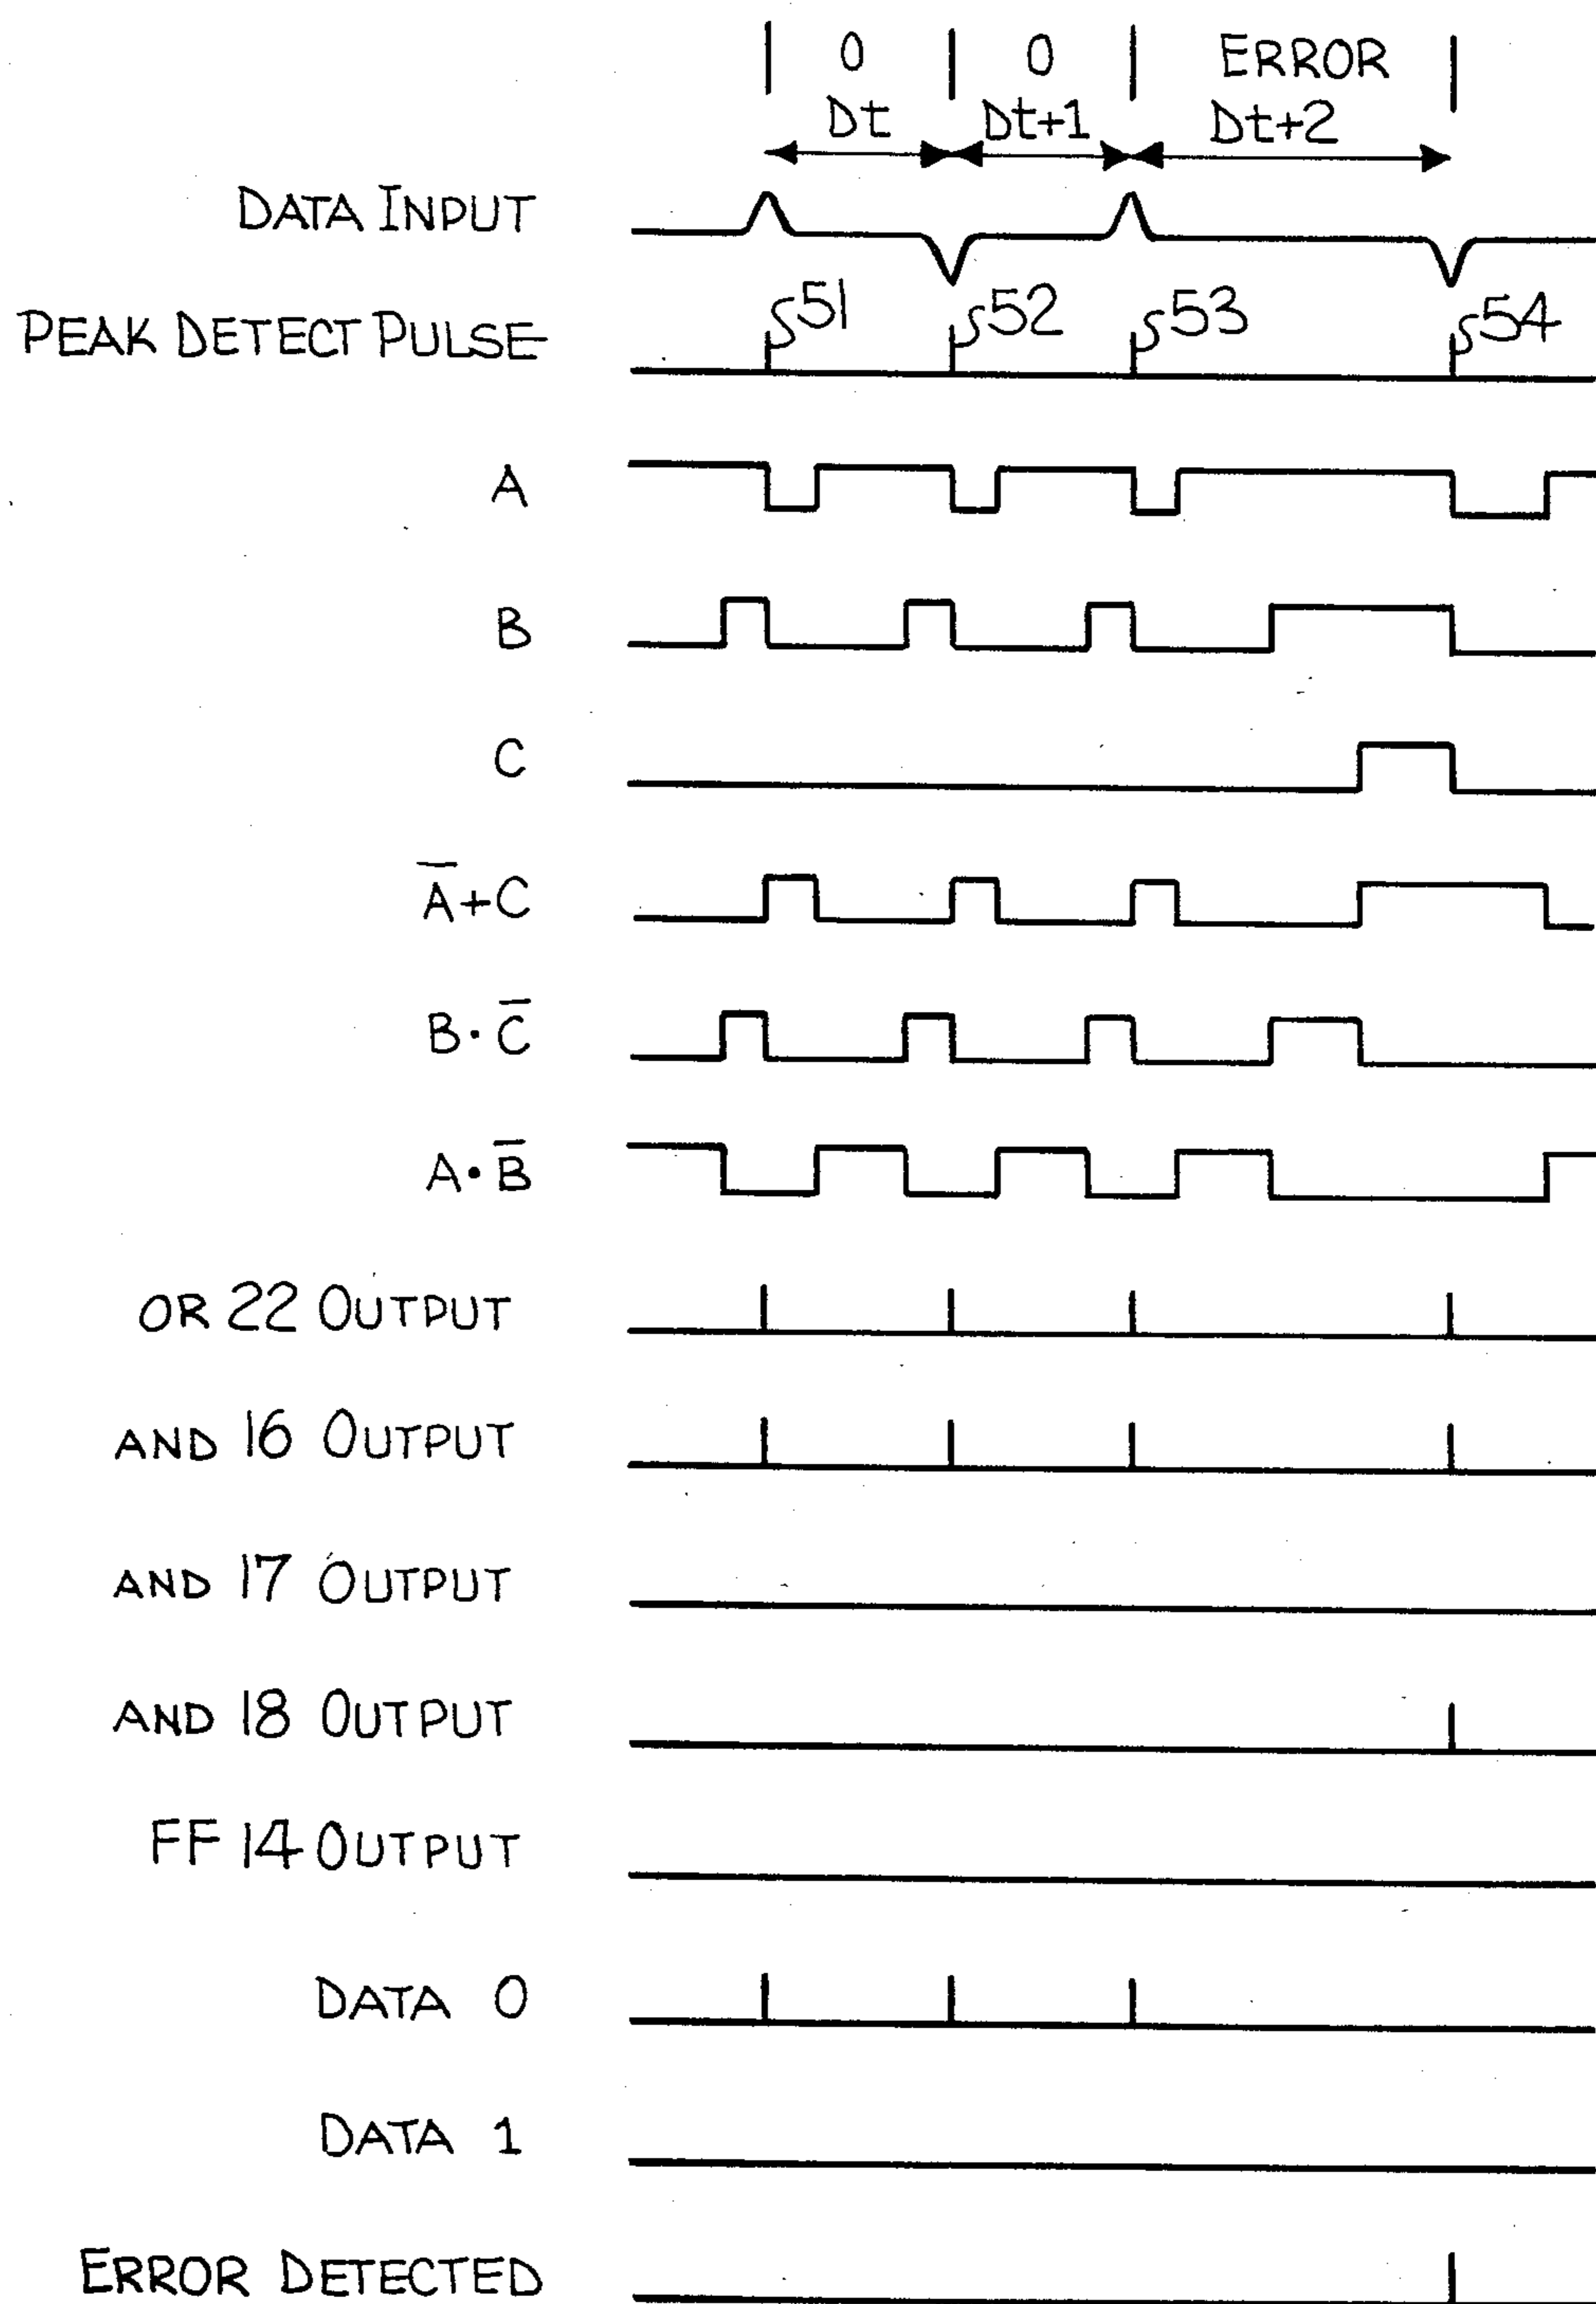 | 0 | 0 | ERROR |
Dt Dt+1 Dt+2
DATA INPUT
PEAK DETECT PULSE 51 52 53 54
A
B
C
A̅+C
B·C̅
A·B̅
OR 22 OUTPUT
AND 16 OUTPUT
AND 17 OUTPUT
AND 18 OUTPUT
FF 14 OUTPUT
DATA 0
DATA 1
ERROR DETECTED